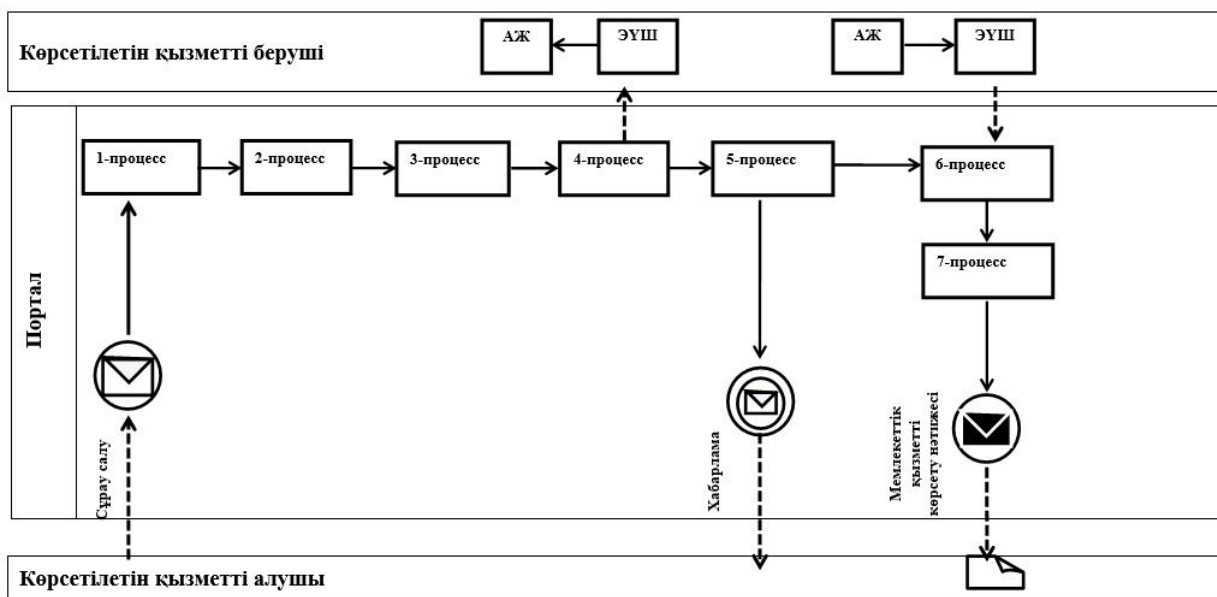 Көрсетілетін қызметті беруші
АЖ
ЭҮШ
АЖ
ЭҮШ
Портал
1-процесс
2-процесс
3-процесс
4-процесс
5-процесс
6-процесс
7-процесс
Сұрау салу
Хабарлама
Мемлекеттік
қызметті
көрсету нәтижесі
Көрсетілетін қызметті алушы